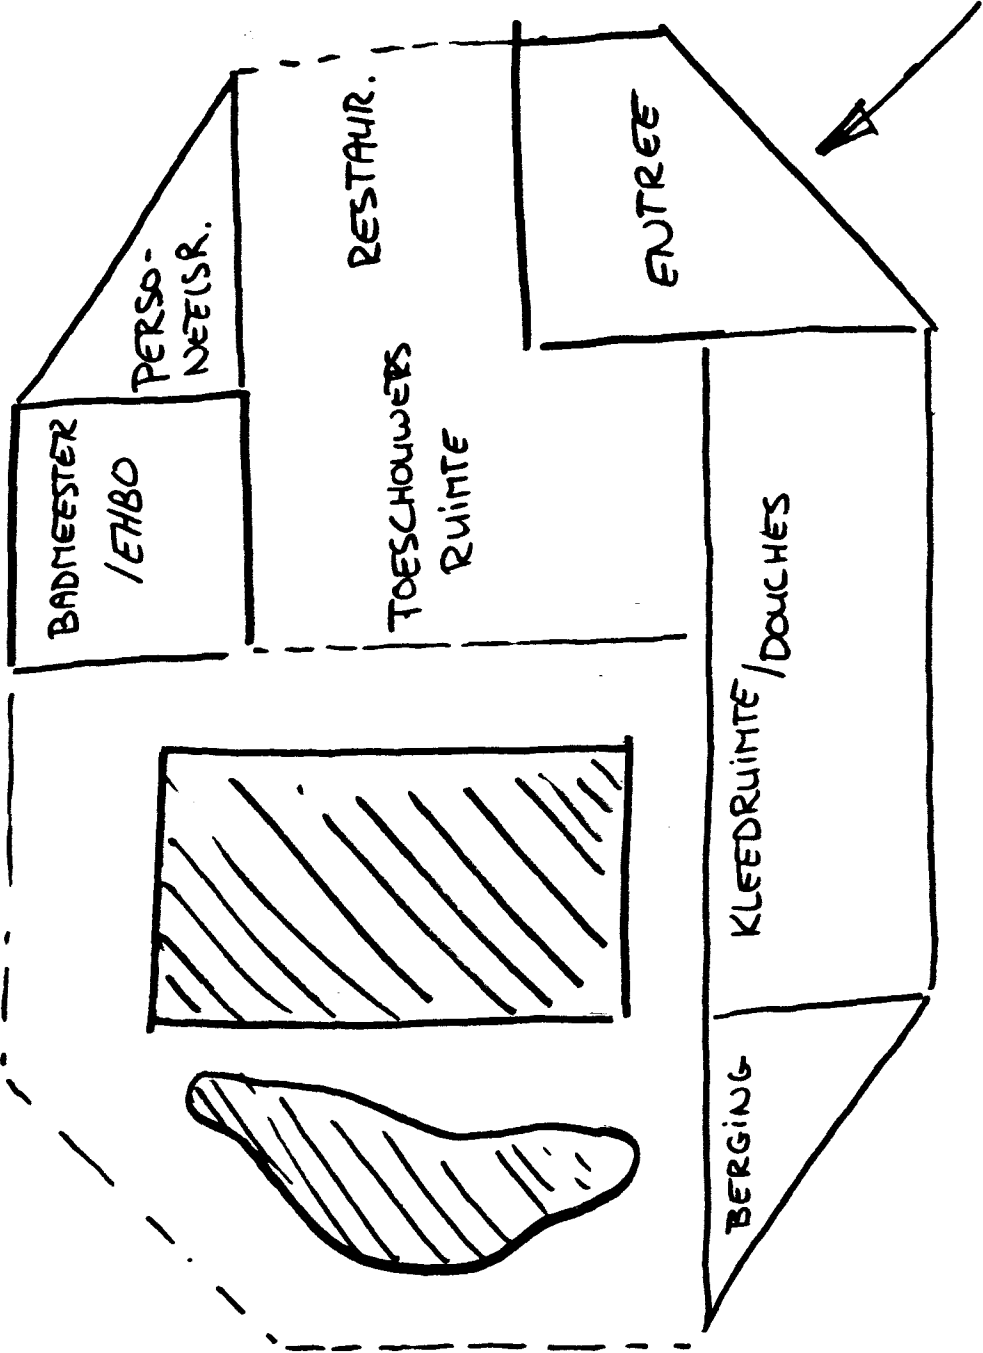 BADMEESTER
/EHBO
PERSO-
NEELSR.
RESTAUR.
TOESCHOUWERS
RUIMTE
ENTREE
KLEEDRUIMTE
/DOUCHES
BERGING